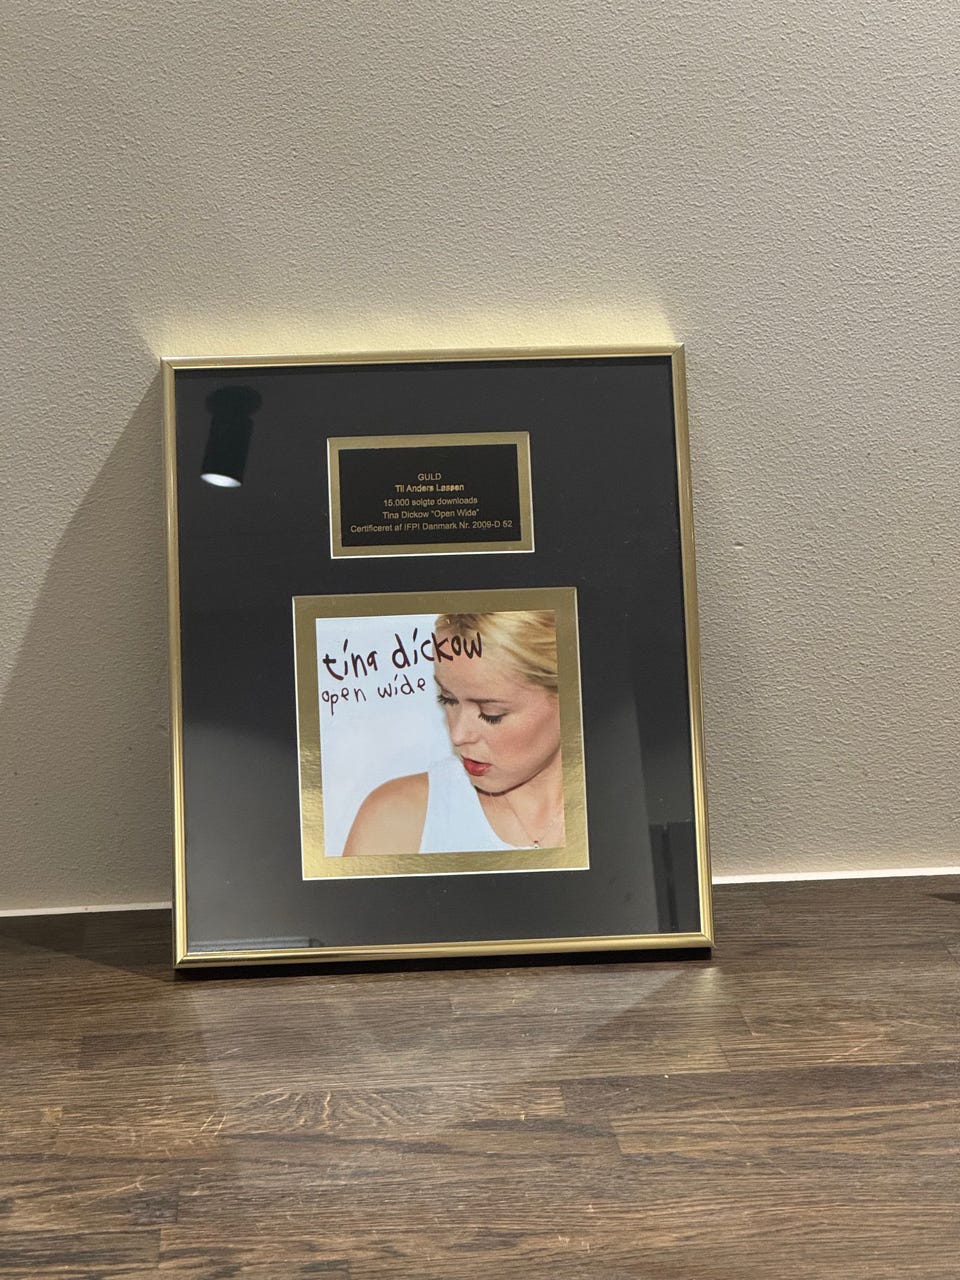 GULD
Til Anders Løssen
15.000 solgte downloads
Tina Dickow "Open Wide"
Certificeret af IFPI Danmark Nr. 2009-D 52
tina dickow
open wide